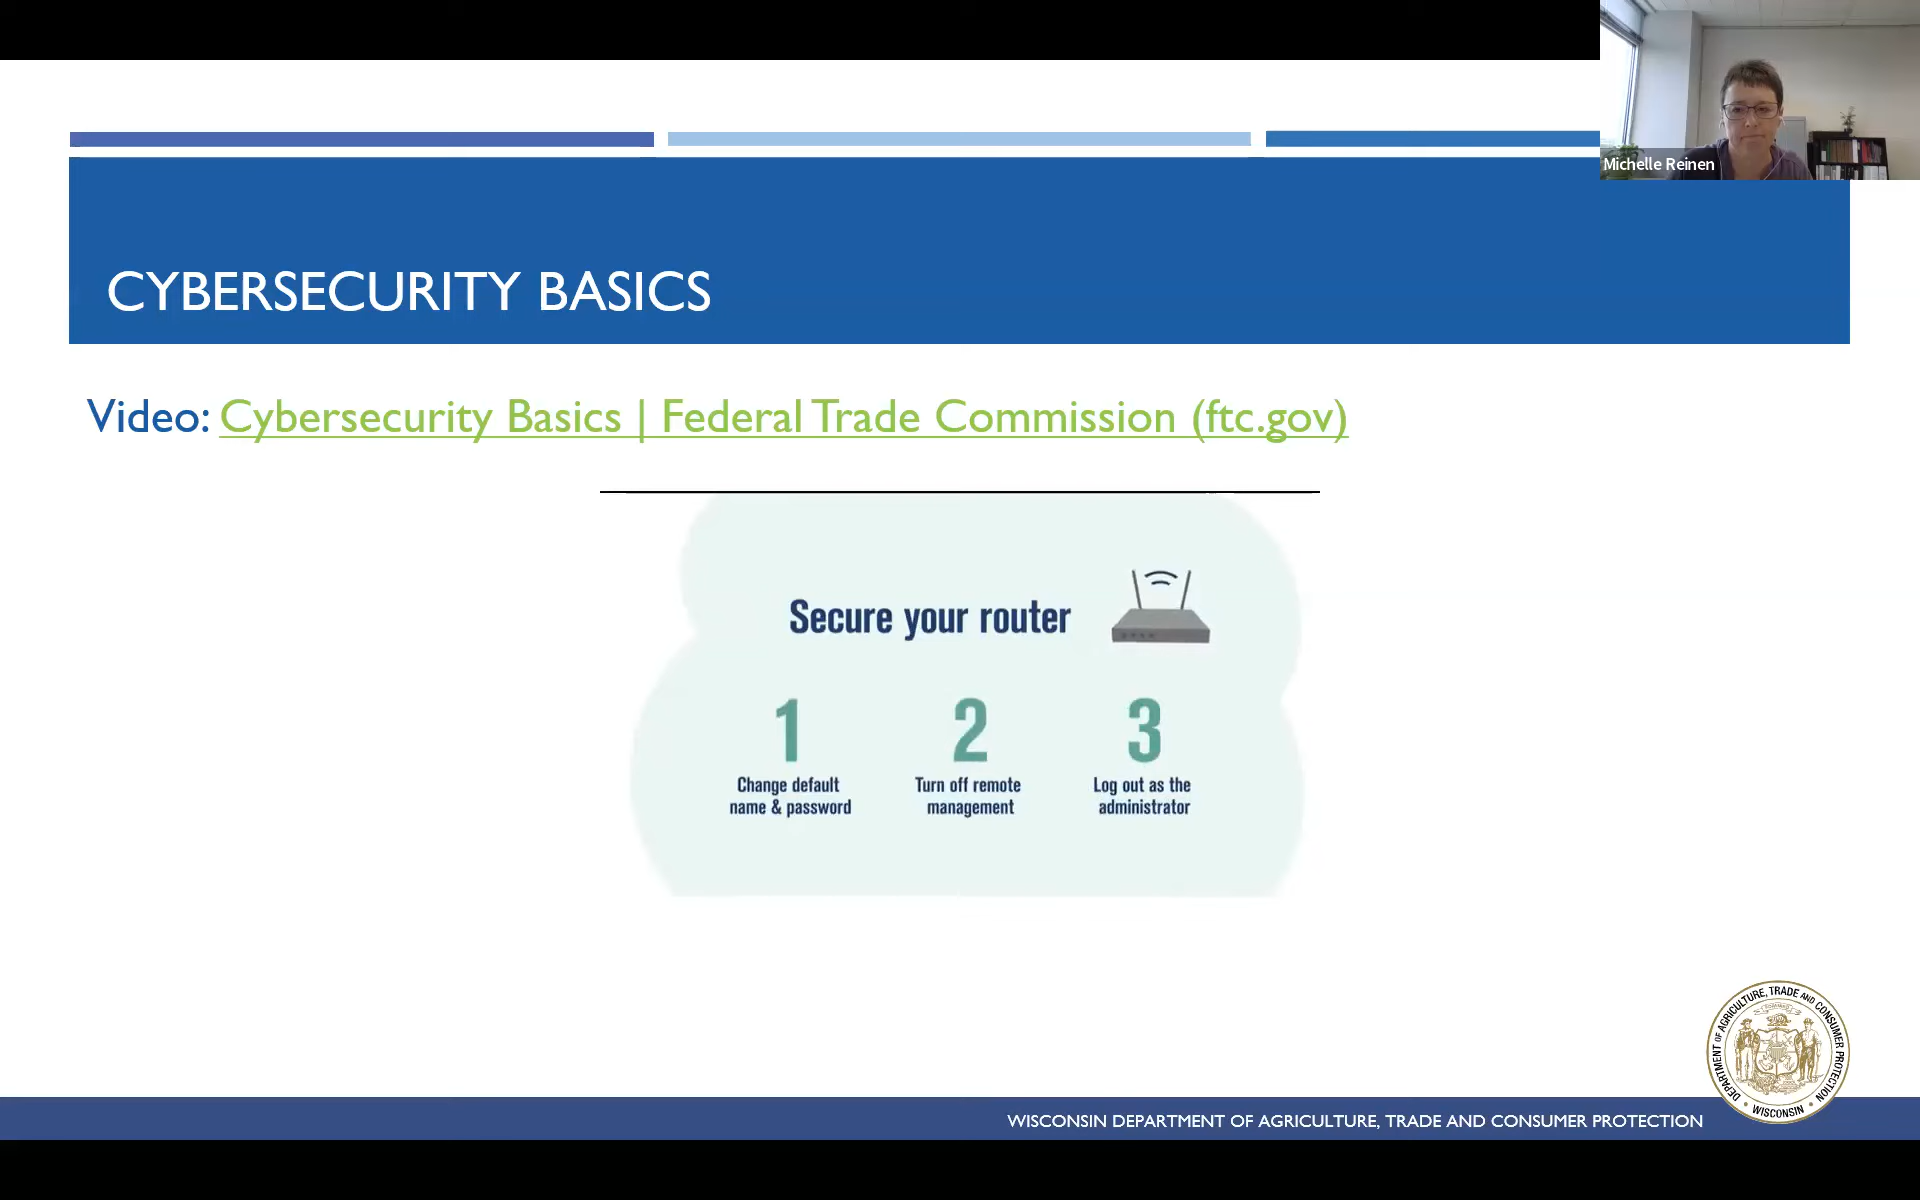 Michelle Reinen
CYBERSECURITY BASICS
Video: Cybersecurity Basics | Federal Trade Commission (ftc.gov)
Secure your router
1
Change default
name & password
2
Turn off remote
management
3
Log out as the
administrator
DEPARTMENT OF AGRICULTURE, TRADE AND CONSUMER PROTECTION
• WISCONSIN •
WISCONSIN DEPARTMENT OF AGRICULTURE, TRADE AND CONSUMER PROTECTION